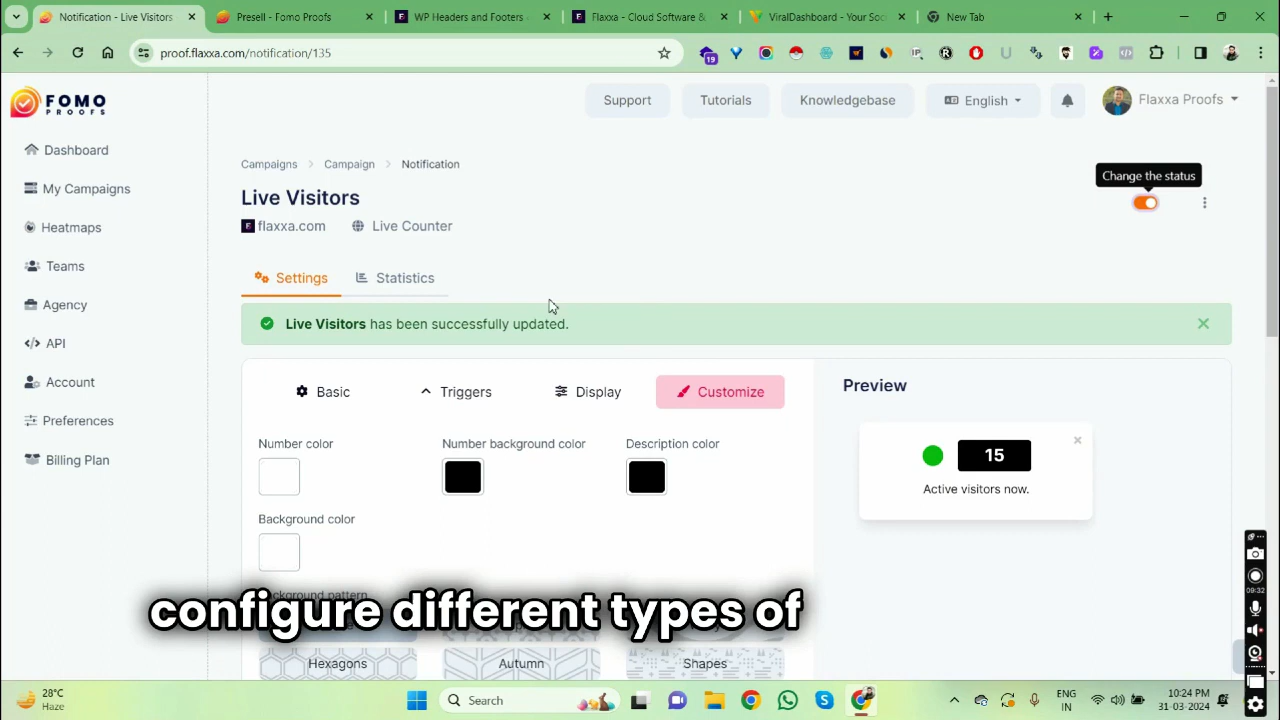 Notification - Live Visitors
Presell - Fomo Proofs
WP Headers and Footers
Flaxxa - Cloud Software &
ViralDashboard - Your Soc
New Tab
proof.flaxxa.com/notification/135
19
FOMO
PROOFS
Support
Tutorials
Knowledgebase
English
Flaxxa Proofs
Dashboard
My Campaigns
Heatmaps
Teams
Agency
API
Account
Preferences
Billing Plan
Campaigns > Campaign > Notification
Change the status
Live Visitors
flaxxa.com
Live Counter
Settings
Statistics
Live Visitors has been successfully updated.
Basic
Triggers
Display
Customize
Preview
Number color
Number background color
Description color
15
Active visitors now.
Background color
Background pattern
configure different types of
Hexagons
Autumn
Shapes
09:32
28°C
Haze
Search
ENG
IN
10:24 PM
31-03-2024